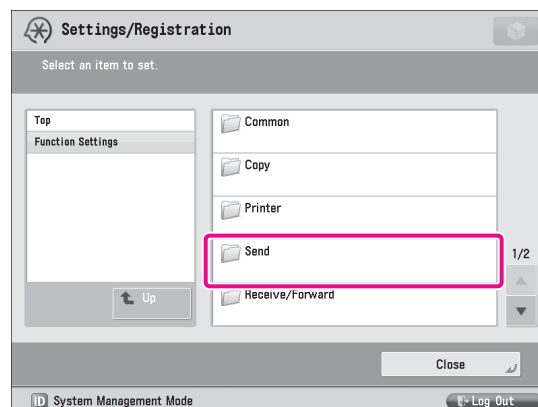 Settings/Registration
Select an item to set.
Top
Function Settings
Up
Common
Copy
Printer
Send
Receive/Forward
1/2
Close
ID System Management Mode
Log Out